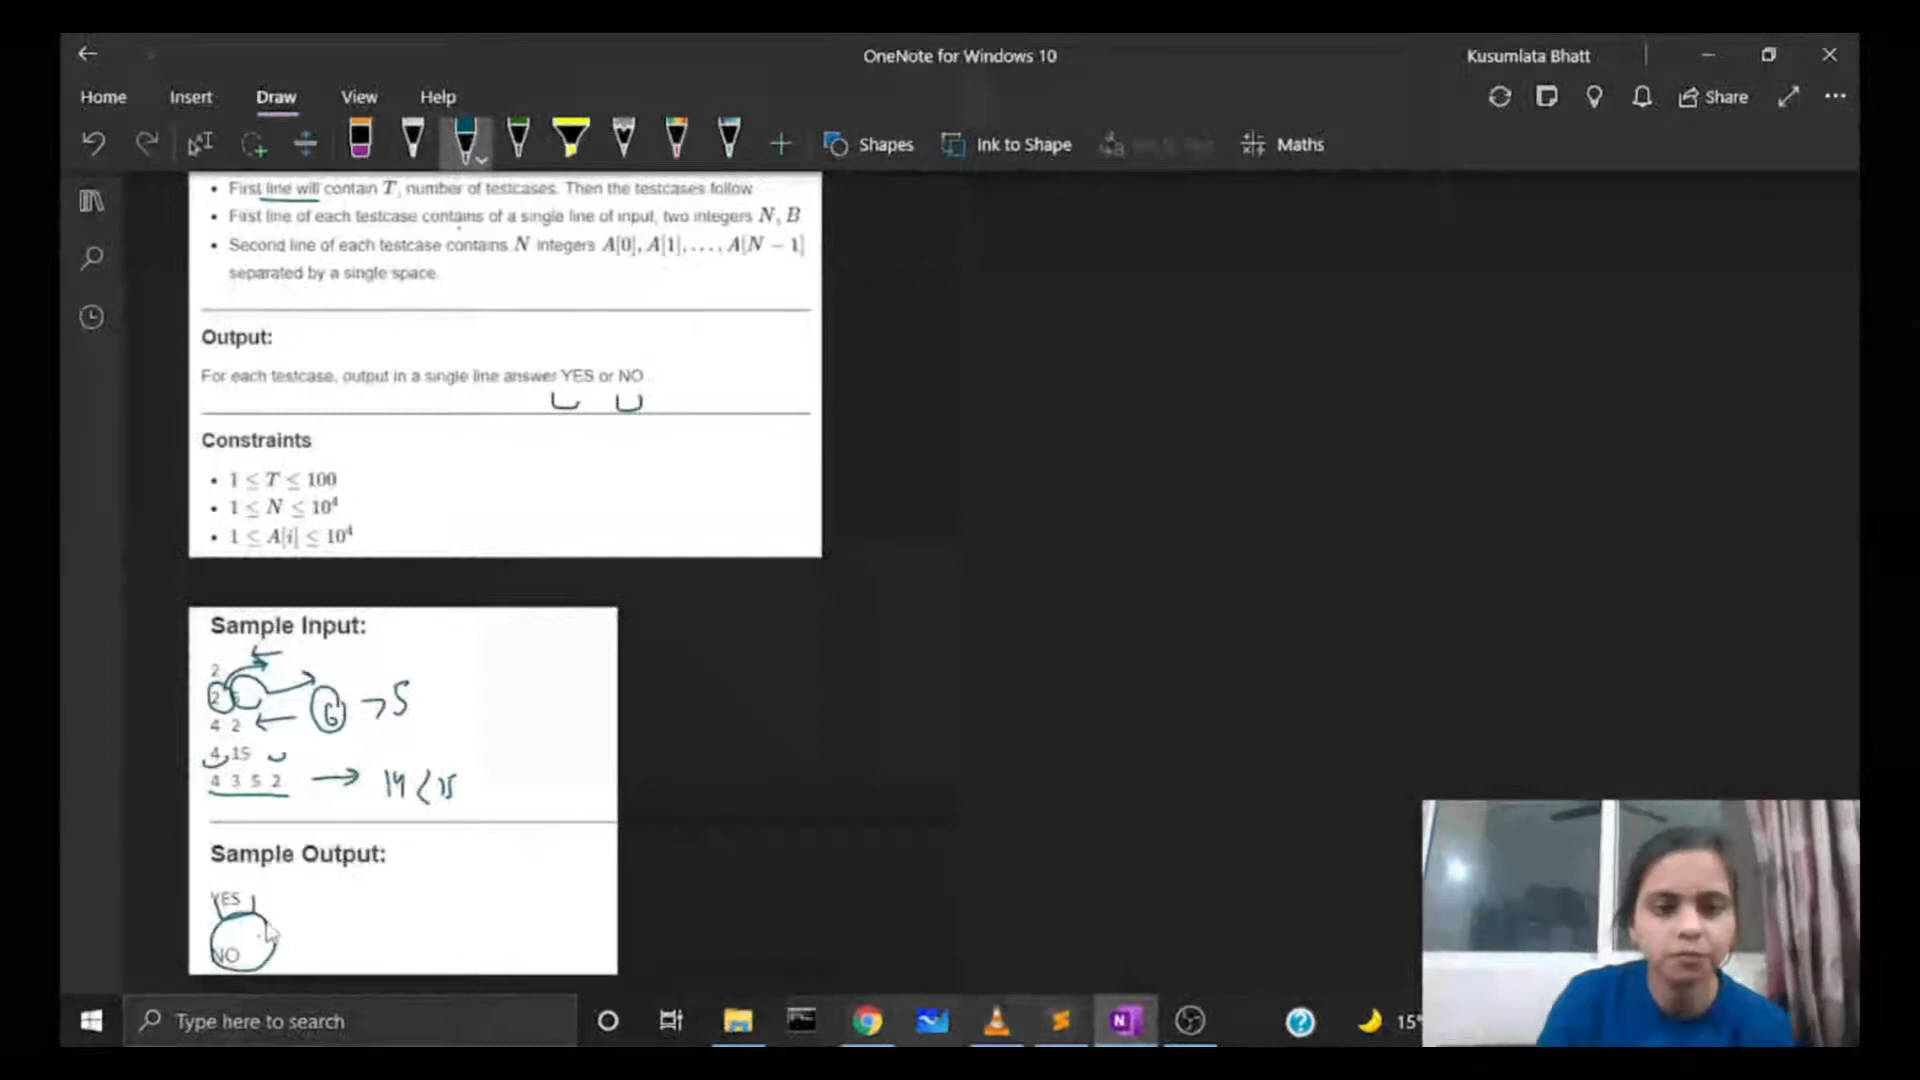 OneNote for Windows 10
Kusumlata Bhatt
Home Insert Draw View Help
Share
Shapes Ink to Shape Maths
• First line will contain T, number of testcases. Then the testcases follow
• First line of each testcase contains of a single line of input, two integers N, B
• Second line of each testcase contains N integers A[0], A[1], . . . , A[N − 1]
separated by a single space.
Output:
For each testcase, output in a single line answer YES or NO
Constraints
• 1 ≤ T ≤ 100
• 1 ≤ N ≤ 10⁴
• 1 ≤ A[i] ≤ 10⁴
Sample Input:
2
2
6 > 5
4 2
4 15
4 3 5 2 → 14 < 15
Sample Output:
YES
NO
Type here to search
15°